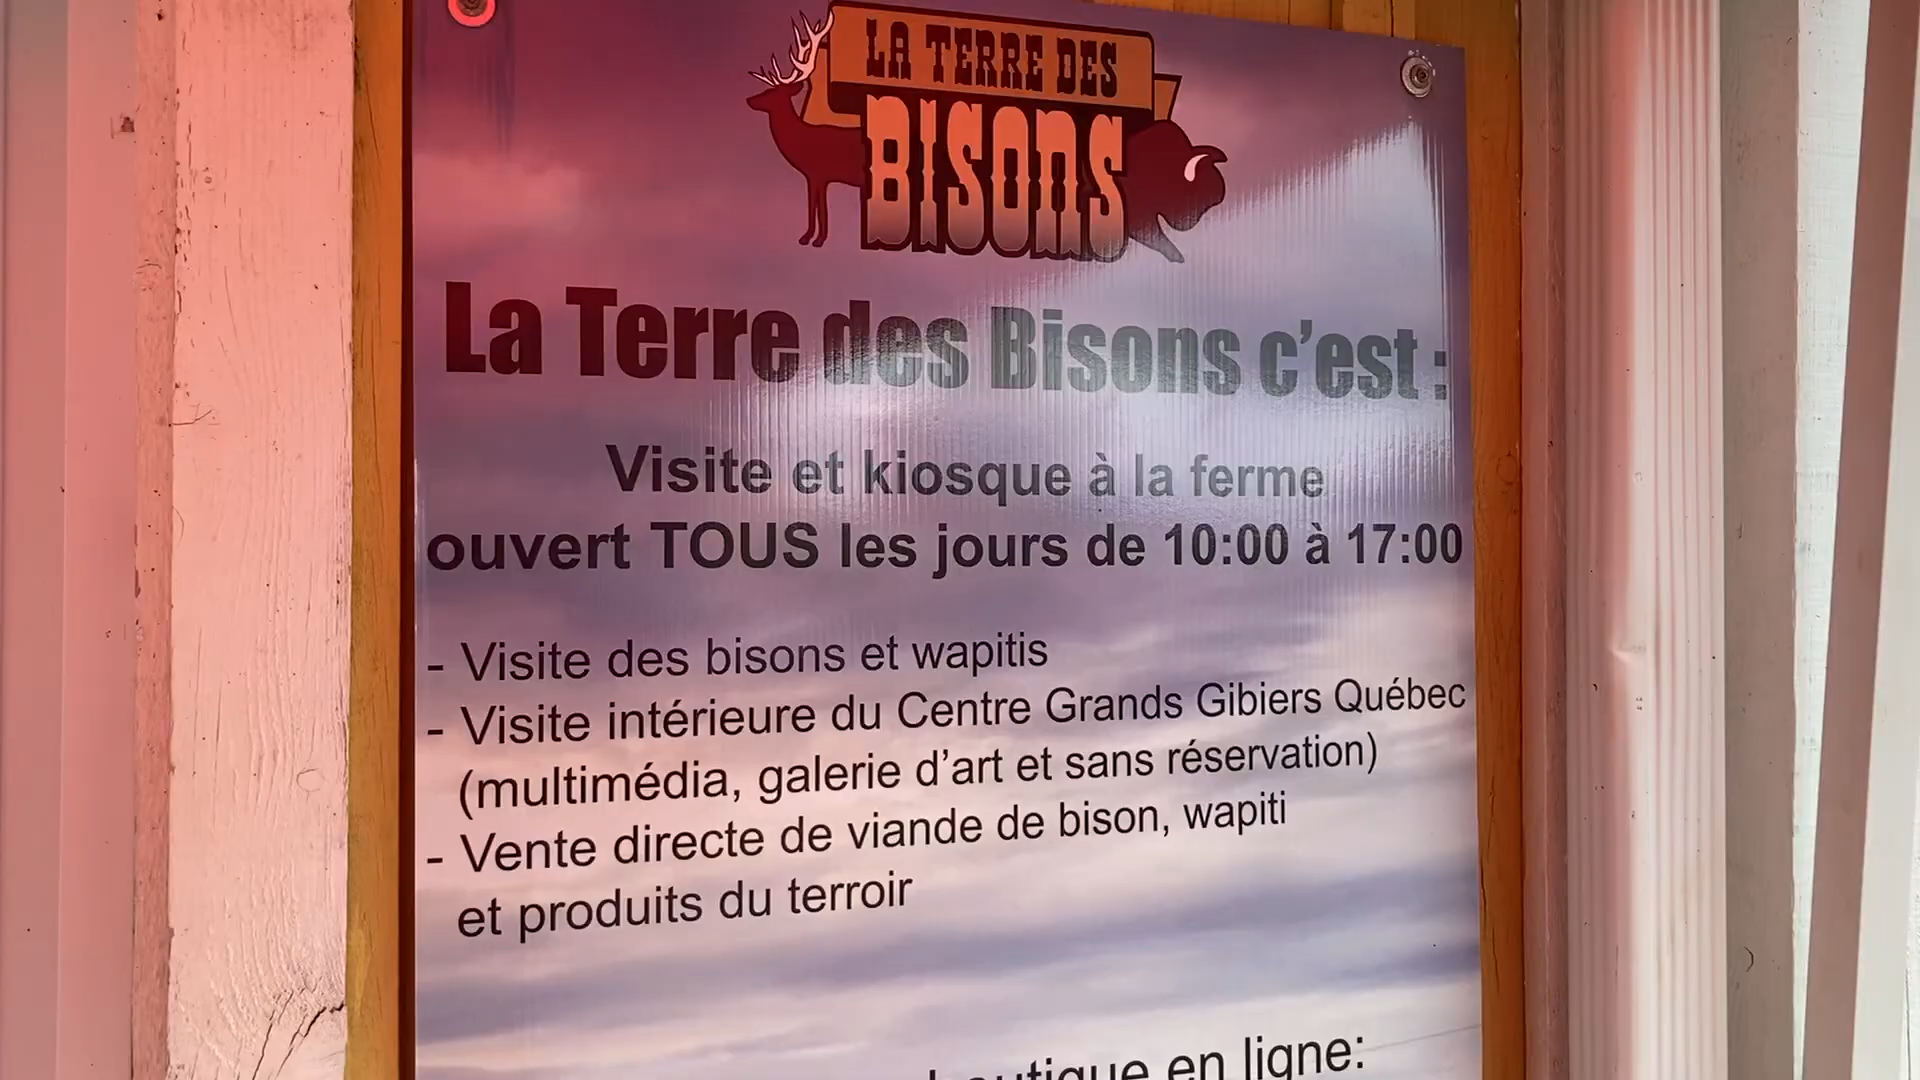 LA TERRE DES
BISONS
La Terre des Bisons c'est :
Visite et kiosque à la ferme
ouvert TOUS les jours de 10:00 à 17:00
- Visite des bisons et wapitis
- Visite intérieure du Centre Grands Gibiers Québec
(multimédia, galerie d'art et sans réservation)
- Vente directe de viande de bison, wapiti
et produits du terroir
boutique en ligne: